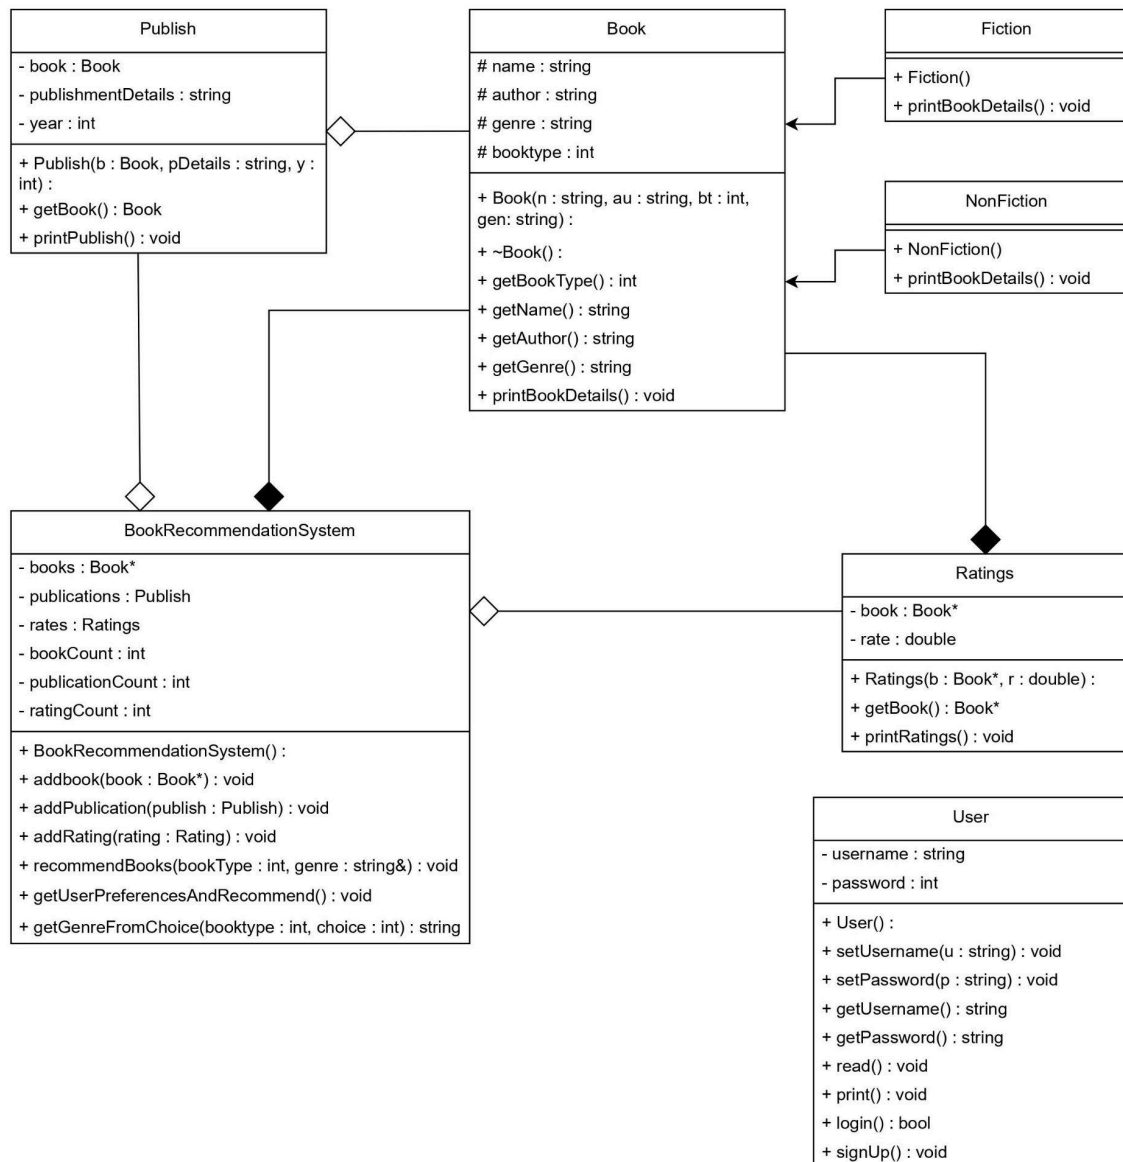 Publish
- book : Book
- publishmentDetails : string
- year : int
+ Publish(b : Book, pDetails : string, y :
int) :
+ getBook() : Book
+ printPublish() : void
Book
# name : string
# author : string
# genre : string
# booktype : int
+ Book(n : string, au : string, bt : int,
gen: string) :
+ ~Book() :
+ getBookType() : int
+ getName() : string
+ getAuthor() : string
+ getGenre() : string
+ printBookDetails() : void
Fiction
+ Fiction()
+ printBookDetails() : void
NonFiction
+ NonFiction()
+ printBookDetails() : void
BookRecommendationSystem
- books : Book*
- publications : Publish
- rates : Ratings
- bookCount : int
- publicationCount : int
- ratingCount : int
+ BookRecommendationSystem() :
+ addbook(book : Book*) : void
+ addPublication(publish : Publish) : void
+ addRating(rating : Rating) : void
+ recommendBooks(bookType : int, genre : string&) : void
+ getUserPreferencesAndRecommend() : void
+ getGenreFromChoice(booktype : int, choice : int) : string
Ratings
- book : Book*
- rate : double
+ Ratings(b : Book*, r : double) :
+ getBook() : Book*
+ printRatings() : void
User
- username : string
- password : int
+ User() :
+ setUsername(u : string) : void
+ setPassword(p : string) : void
+ getUsername() : string
+ getPassword() : string
+ read() : void
+ print() : void
+ login() : bool
+ signUp() : void